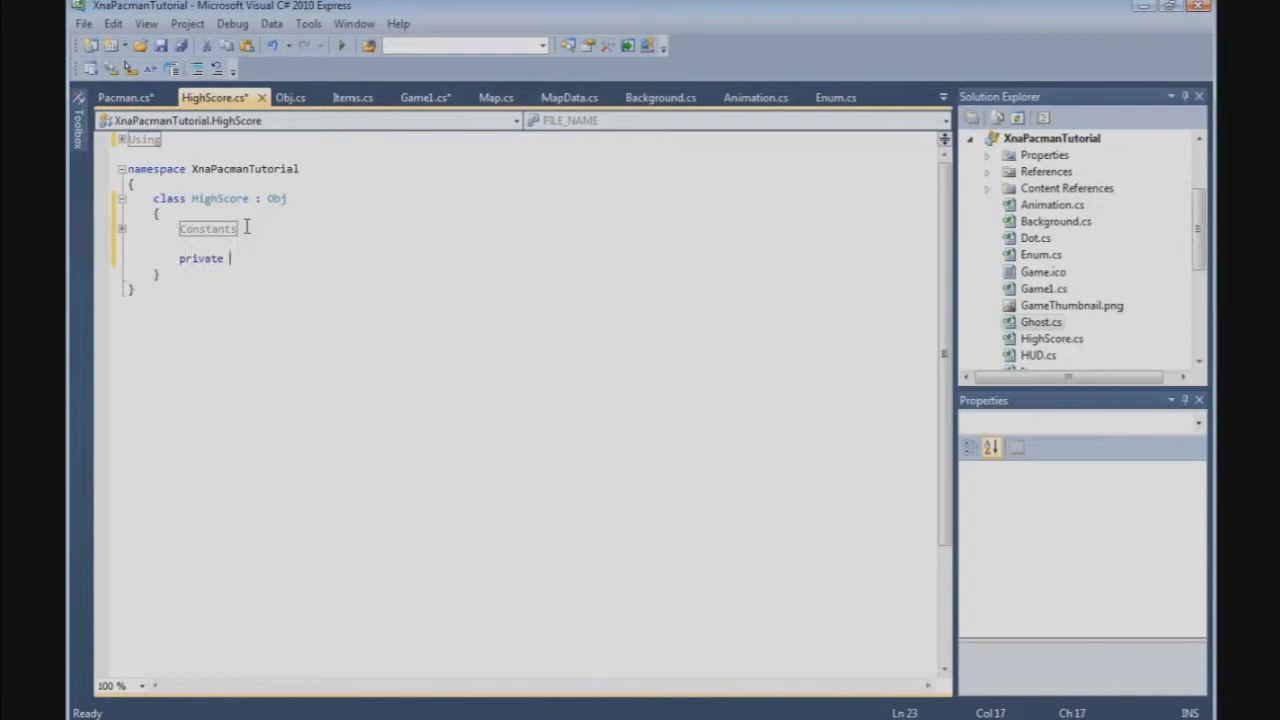 XnaPacmanTutorial - Microsoft Visual C# 2010 Express
File Edit View Project Debug Data Tools Window Help
Pacman.cs* HighScore.cs* Obj.cs Items.cs Game1.cs* Map.cs MapData.cs Background.cs Animation.cs Enum.cs
XnaPacmanTutorial.HighScore FILE_NAME
Toolbox
Using
namespace XnaPacmanTutorial
{
class HighScore : Obj
{
Constants
private
}
}
100 %
Solution Explorer
XnaPacmanTutorial
Properties
References
Content References
Animation.cs
Background.cs
Dot.cs
Enum.cs
Game.ico
Game1.cs
GameThumbnail.png
Ghost.cs
HighScore.cs
HUD.cs
Properties
Ready Ln 23 Col 17 Ch 17 INS